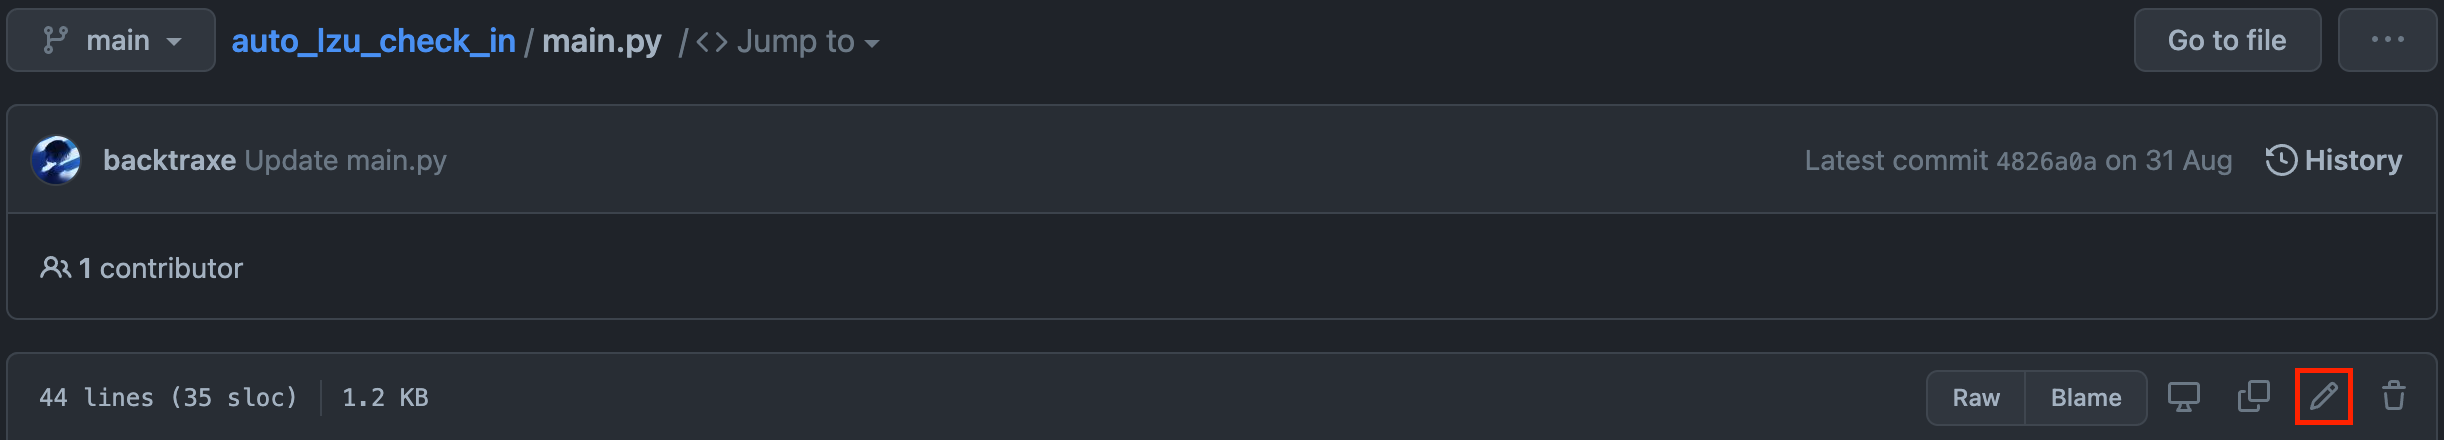 main auto_lzu_check_in / main.py / <> Jump to Go to file ...
backtraxe Update main.py Latest commit 4826a0a on 31 Aug History
1 contributor
44 lines (35 sloc) 1.2 KB Raw Blame